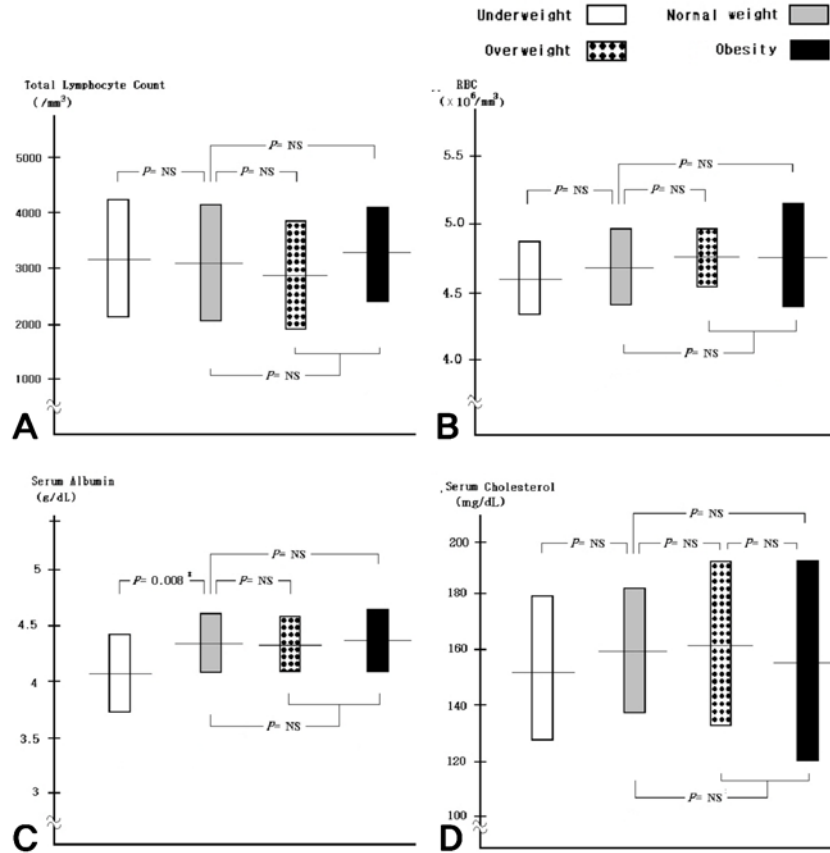 Underweight Normal weight
Overweight Obesity
Total Lymphocyte Count
(/mm³)
5000
4000
3000
2000
1000
P= NS
P= NS P= NS
P= NS
A
RBC
(×10⁶/mm³)
5.5
5.0
4.5
4.0
P= NS
P= NS P= NS
P= NS
B
Serum Albumin
(g/dL)
5
4.5
4
3.5
3
P= NS
P= 0.008* P= NS
P= NS
C
Serum Cholesterol
(mg/dL)
200
180
160
140
120
100
P= NS
P= NS P= NS P= NS
P= NS
D